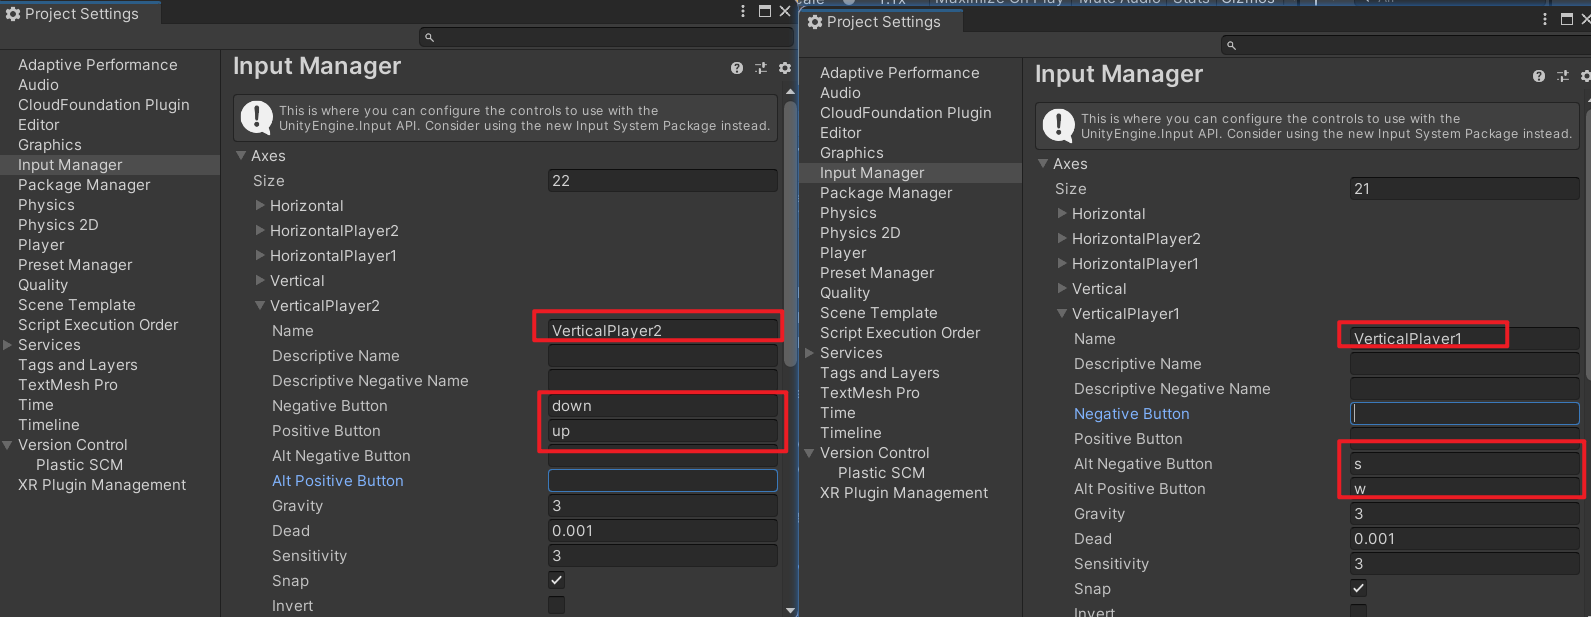 Project Settings
Adaptive Performance
Audio
CloudFoundation Plugin
Editor
Graphics
Input Manager
Package Manager
Physics
Physics 2D
Player
Preset Manager
Quality
Scene Template
Script Execution Order
Services
Tags and Layers
TextMesh Pro
Time
Timeline
Version Control
Plastic SCM
XR Plugin Management
Input Manager
This is where you can configure the controls to use with the
UnityEngine.Input API. Consider using the new Input System Package instead.
Axes
Size 22
Horizontal
HorizontalPlayer2
HorizontalPlayer1
Vertical
VerticalPlayer2
Name VerticalPlayer2
Descriptive Name
Descriptive Negative Name
Negative Button down
Positive Button up
Alt Negative Button
Alt Positive Button
Gravity 3
Dead 0.001
Sensitivity 3
Snap
Invert
Maximize On Play Mute Audio Stats Gizmos
Project Settings
Adaptive Performance
Audio
CloudFoundation Plugin
Editor
Graphics
Input Manager
Package Manager
Physics
Physics 2D
Player
Preset Manager
Quality
Scene Template
Script Execution Order
Services
Tags and Layers
TextMesh Pro
Time
Timeline
Version Control
Plastic SCM
XR Plugin Management
Input Manager
This is where you can configure the controls to use with the
UnityEngine.Input API. Consider using the new Input System Package instead.
Axes
Size 21
Horizontal
HorizontalPlayer2
HorizontalPlayer1
Vertical
VerticalPlayer1
Name VerticalPlayer1
Descriptive Name
Descriptive Negative Name
Negative Button
Positive Button
Alt Negative Button s
Alt Positive Button w
Gravity 3
Dead 0.001
Sensitivity 3
Snap
Invert